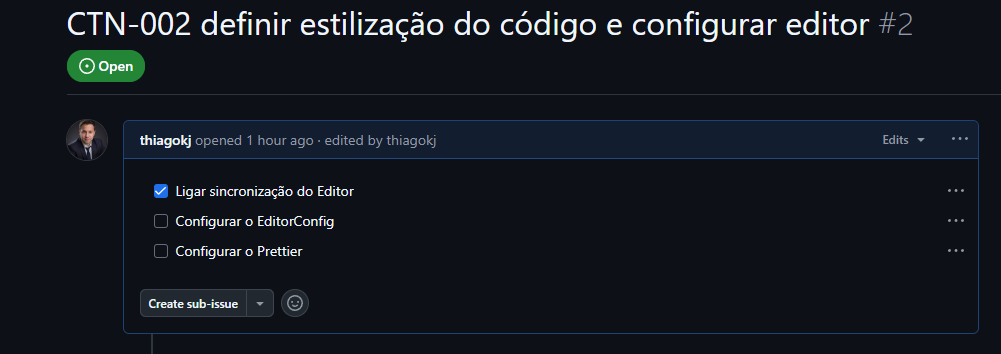 CTN-002 definir estilização do código e configurar editor #2
Open
thiagokj opened 1 hour ago · edited by thiagokj Edits
Ligar sincronização do Editor
Configurar o EditorConfig
Configurar o Prettier
Create sub-issue